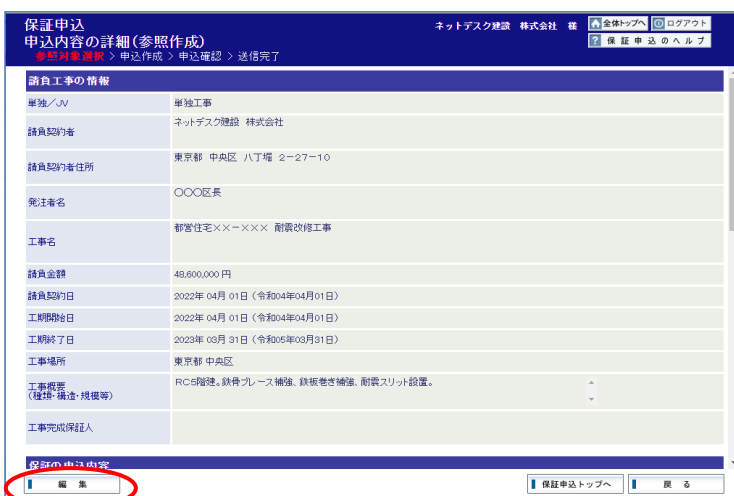 保証申込
ネットデスク建設 株式会社 様
全体トップへ
ログアウト
申込内容の詳細(参照作成)
保証申込のヘルプ
参照対象選択 > 申込作成 > 申込確認 > 送信完了
請負工事の情報
単独／JV 単独工事
請負契約者 ネットデスク建設 株式会社
請負契約者住所 東京都 中央区 八丁堀 2－27－10
発注者名 〇〇〇区長
工事名 都営住宅××－××× 耐震改修工事
請負金額 48,600,000 円
請負契約日 2022年 04月 01日 (令和04年04月01日)
工期開始日 2022年 04月 01日 (令和04年04月01日)
工期終了日 2023年 03月 31日 (令和05年03月31日)
工事場所 東京都 中央区
工事概要 RC5階建。鉄骨ブレース補強、鉄板巻き補強、耐震スリット設置。
(種類・構造・規模等)
工事完成保証人
保証の申込内容
編 集
保証申込トップへ
戻 る